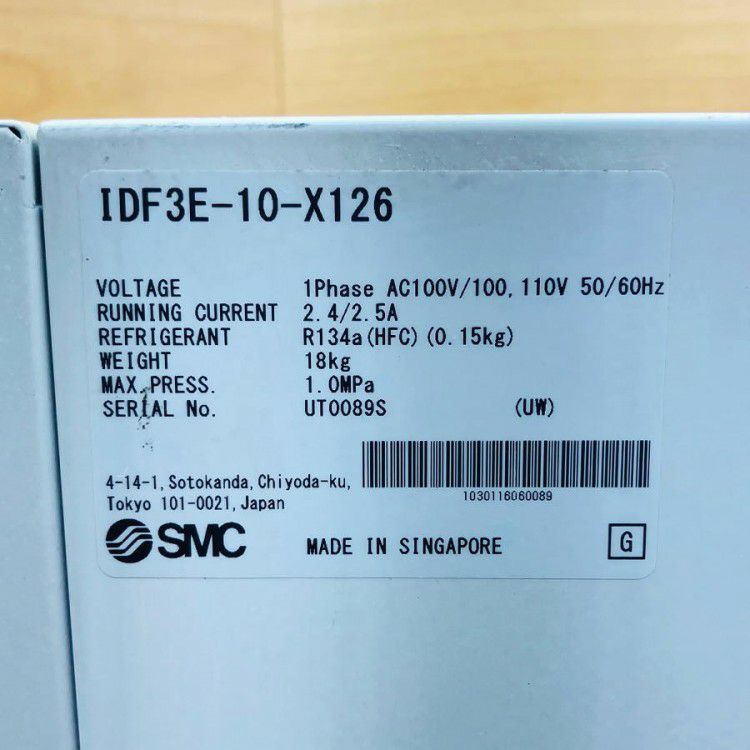 IDF3E-10-X126
VOLTAGE 1Phase AC100V/100,110V 50/60Hz
RUNNING CURRENT 2.4/2.5A
REFRIGERANT R134a(HFC)(0.15kg)
WEIGHT 18kg
MAX.PRESS. 1.0MPa
SERIAL No. UT0089S (UW)
4-14-1,Sotokanda,Chiyoda-ku,
Tokyo 101-0021,Japan
1030116060089
SMC MADE IN SINGAPORE G